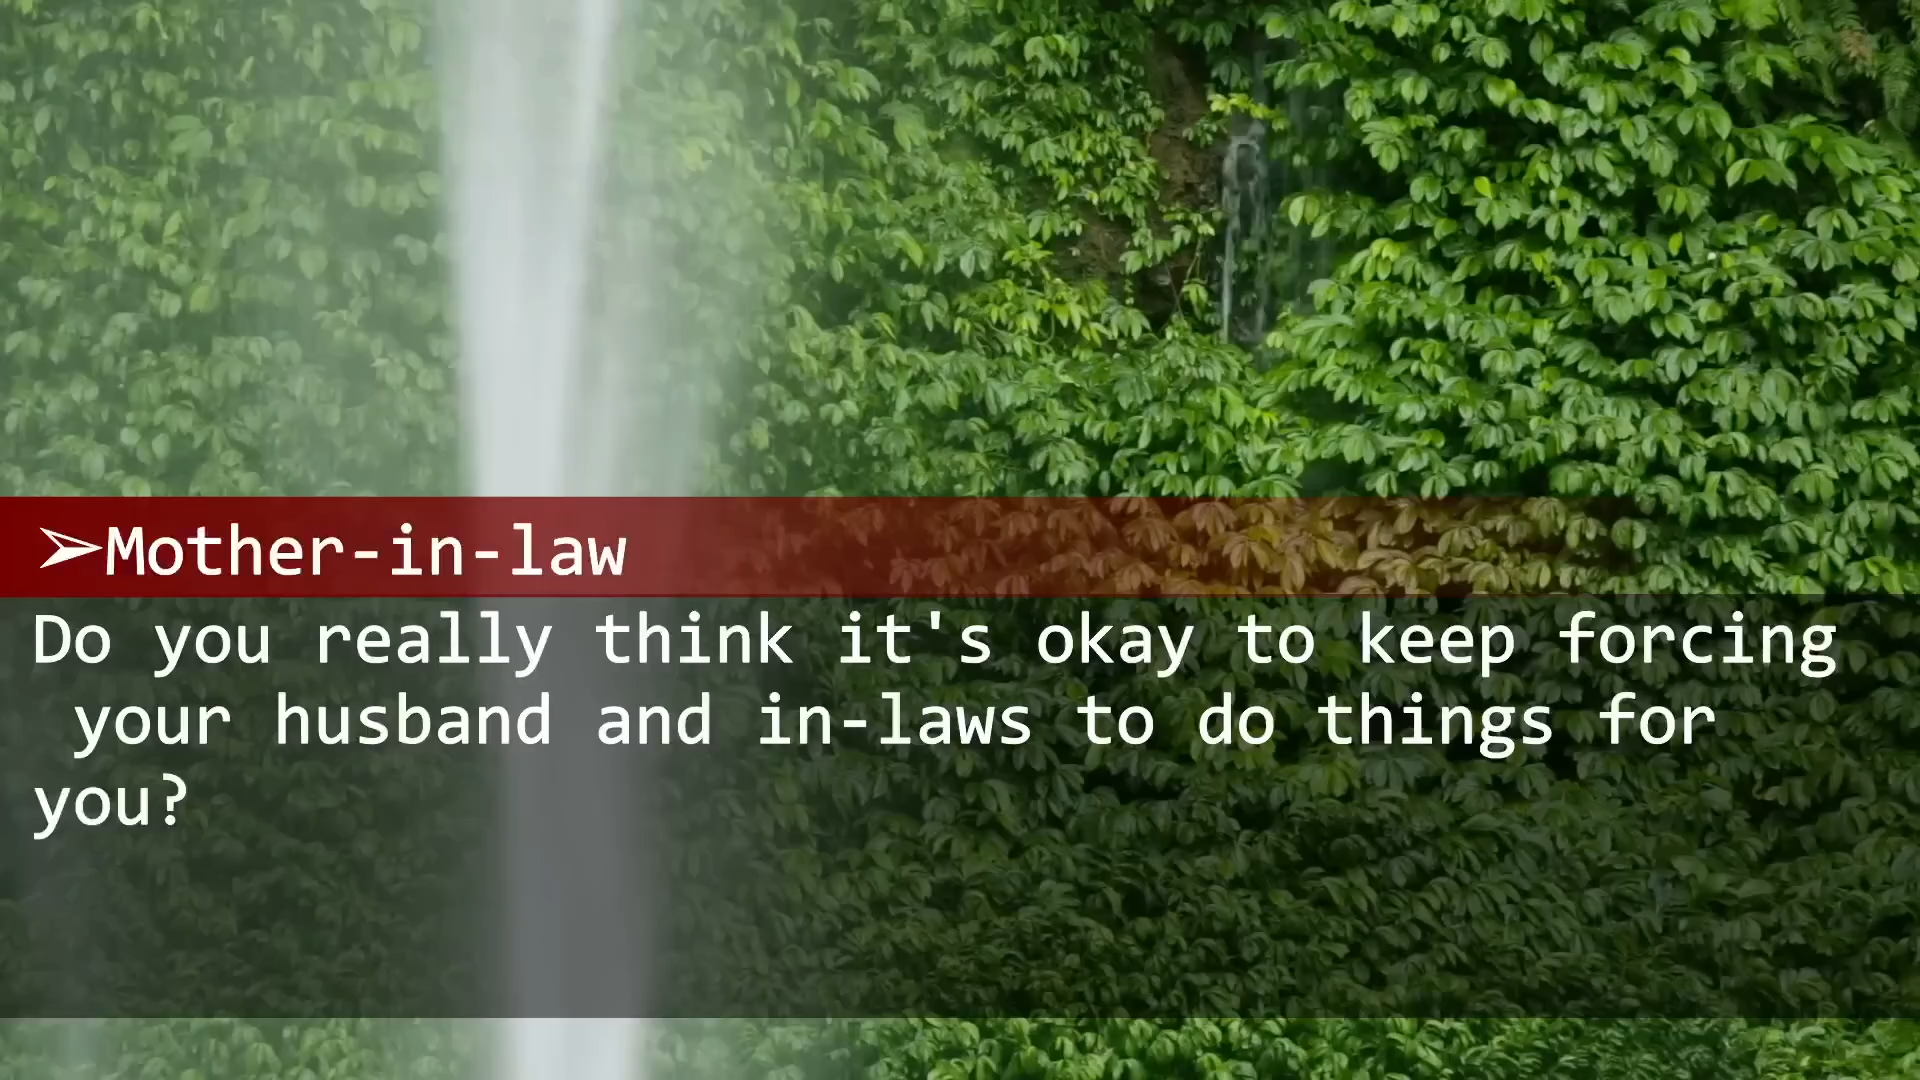 ➢Mother-in-law
Do you really think it's okay to keep forcing
your husband and in-laws to do things for
you?